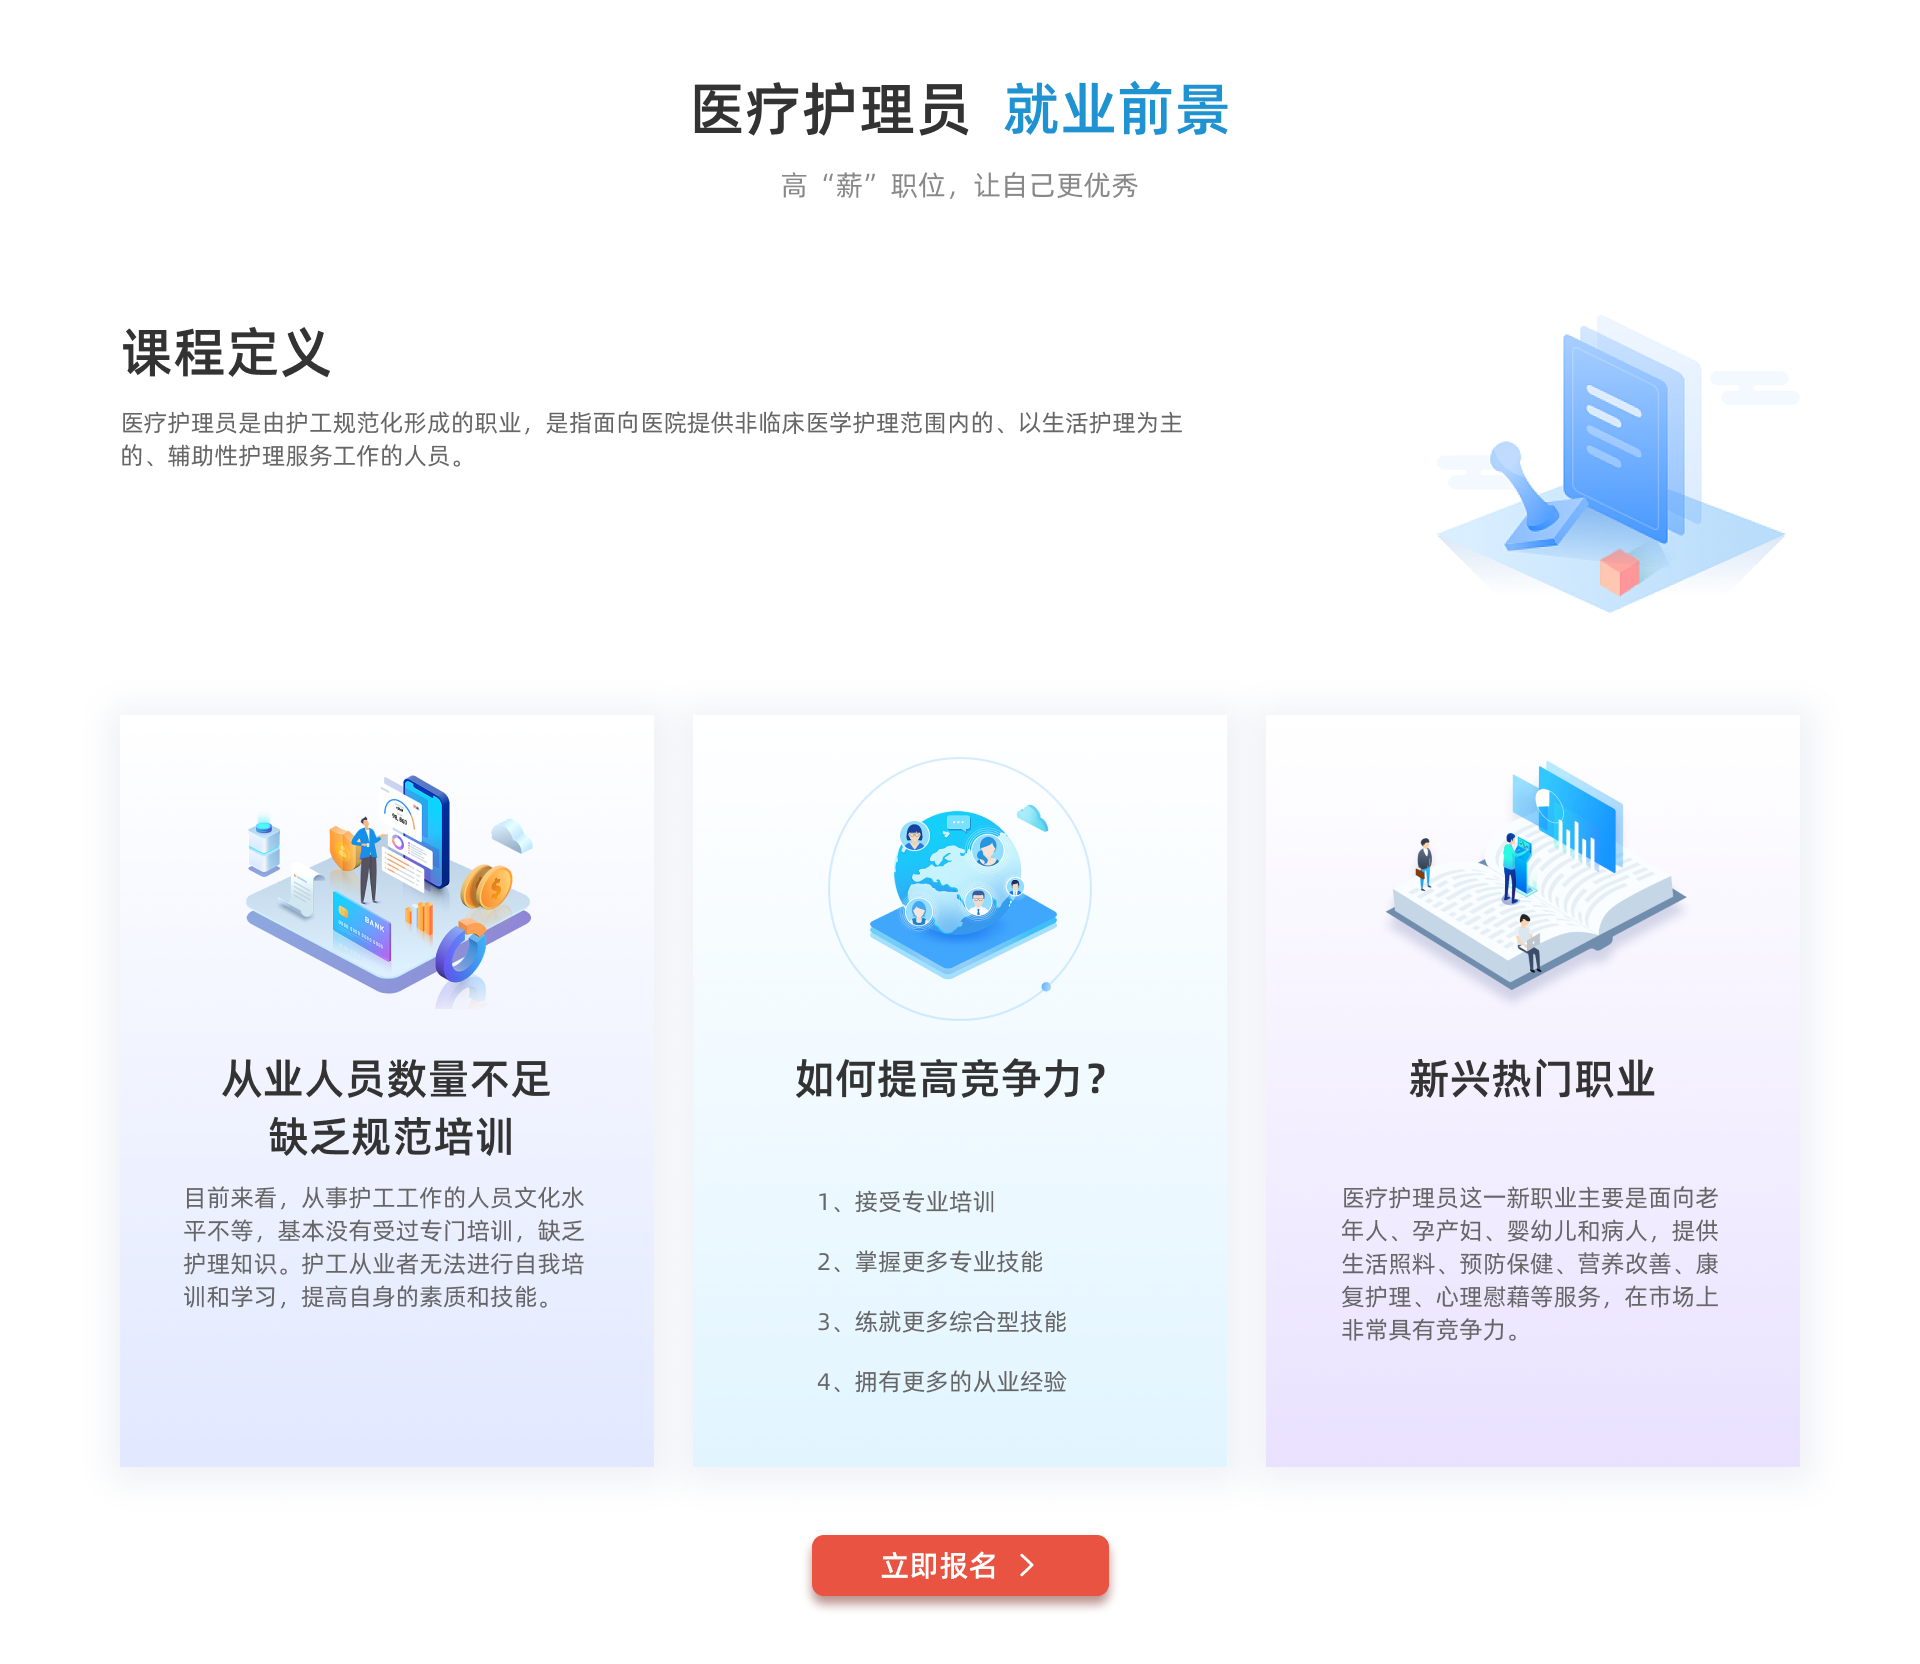 医疗护理员 就业前景
高“薪”职位，让自己更优秀
课程定义
医疗护理员是由护工规范化形成的职业，是指面向医院提供非临床医学护理范围内的、以生活护理为主
的、辅助性护理服务工作的人员。
BANK
从业人员数量不足
缺乏规范培训
目前来看，从事护工工作的人员文化水
平不等，基本没有受过专门培训，缺乏
护理知识。护工从业者无法进行自我培
训和学习，提高自身的素质和技能。
如何提高竞争力？
1、接受专业培训
2、掌握更多专业技能
3、练就更多综合型技能
4、拥有更多的从业经验
新兴热门职业
医疗护理员这一新职业主要是面向老
年人、孕产妇、婴幼儿和病人，提供
生活照料、预防保健、营养改善、康
复护理、心理慰藉等服务，在市场上
非常具有竞争力。
立即报名